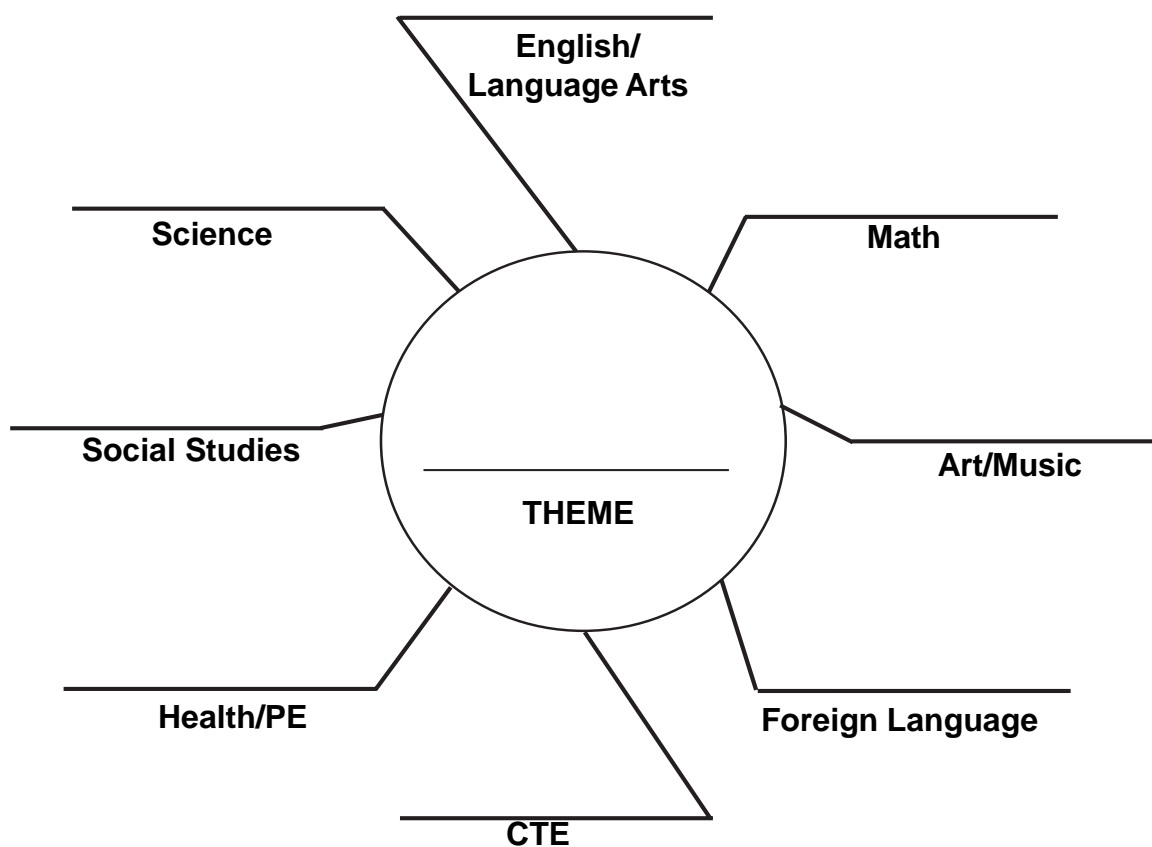 English/
Language Arts
Science
Math
Social Studies
Art/Music
THEME
Health/PE
Foreign Language
CTE